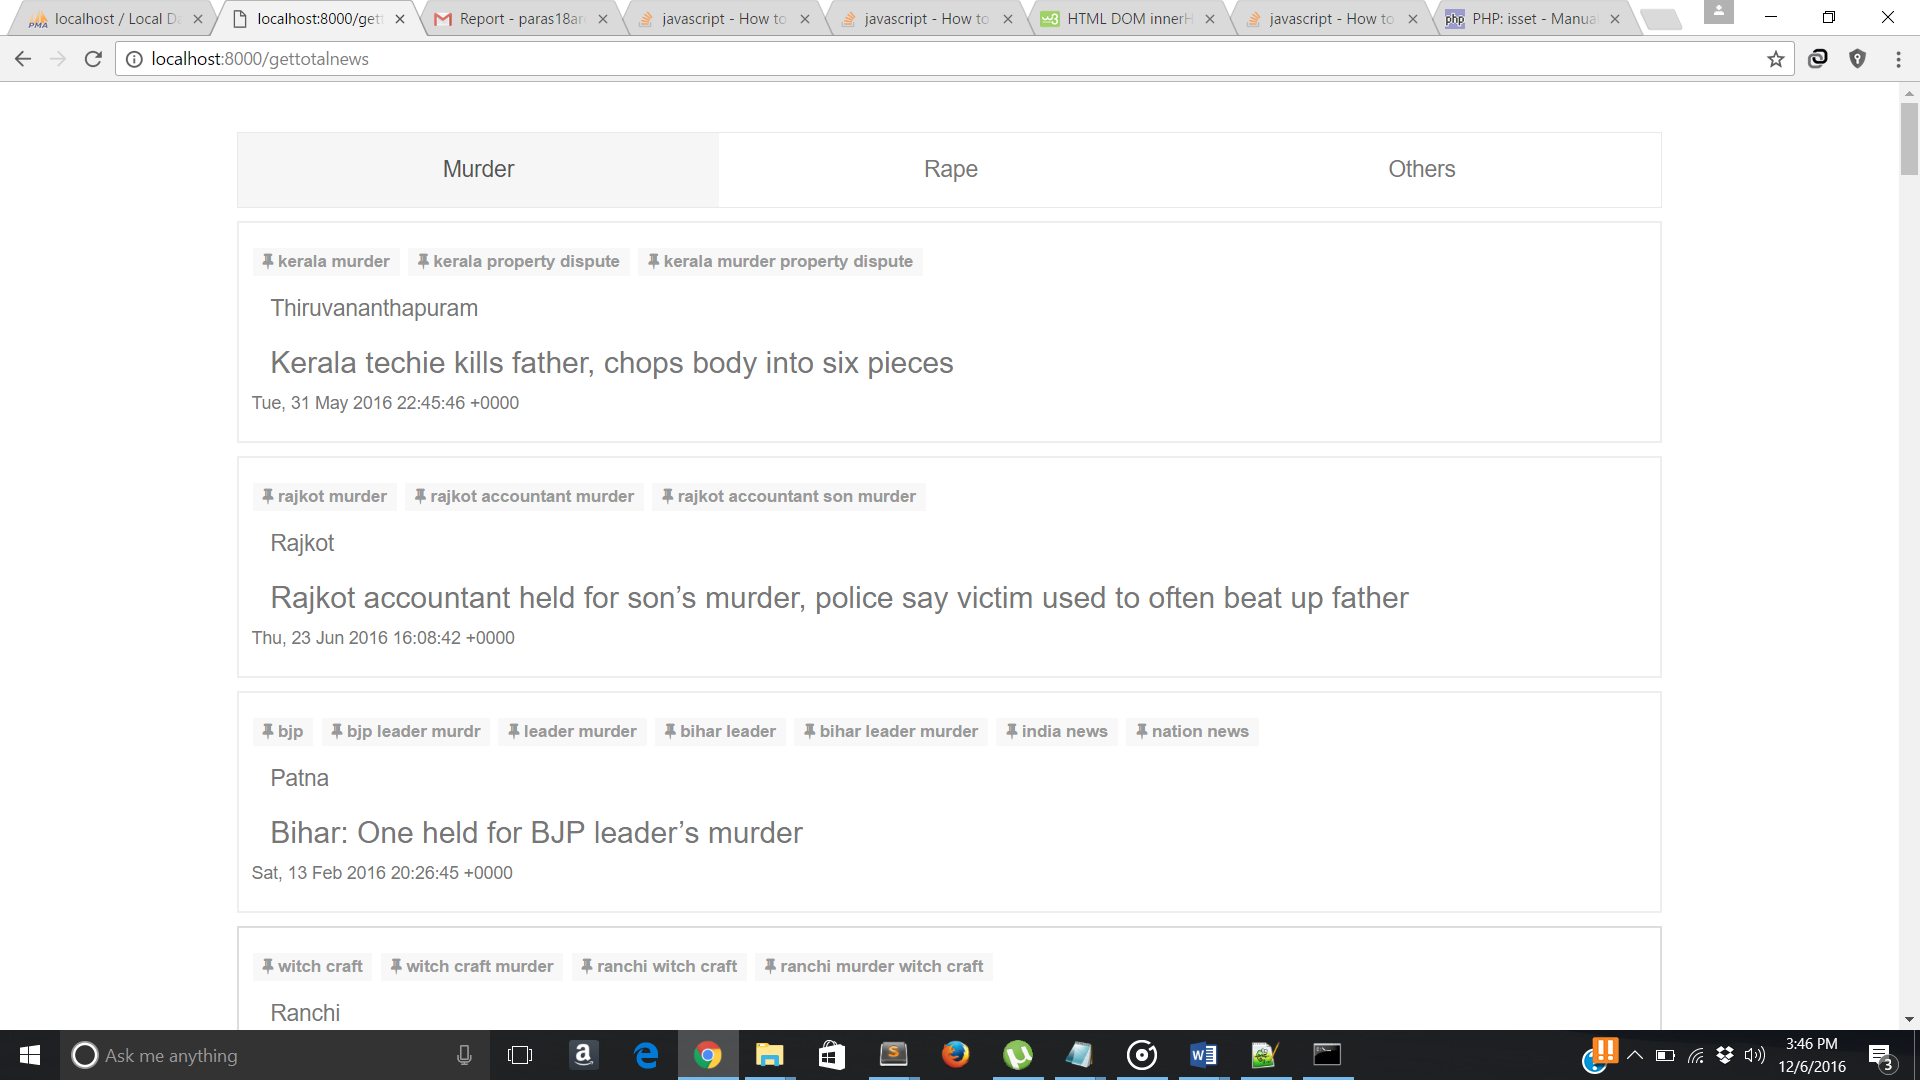 localhost / Local Da
localhost:8000/gett
Report - paras18ar
javascript - How to
javascript - How to
HTML DOM innerH
javascript - How to
PHP: isset - Manual
localhost:8000/gettotalnews
Murder Rape Others
kerala murder kerala property dispute kerala murder property dispute
Thiruvananthapuram
Kerala techie kills father, chops body into six pieces
Tue, 31 May 2016 22:45:46 +0000
rajkot murder rajkot accountant murder rajkot accountant son murder
Rajkot
Rajkot accountant held for son’s murder, police say victim used to often beat up father
Thu, 23 Jun 2016 16:08:42 +0000
bjp bjp leader murdr leader murder bihar leader bihar leader murder india news nation news
Patna
Bihar: One held for BJP leader’s murder
Sat, 13 Feb 2016 20:26:45 +0000
witch craft witch craft murder ranchi witch craft ranchi murder witch craft
Ranchi
Ask me anything
3:46 PM
12/6/2016
3